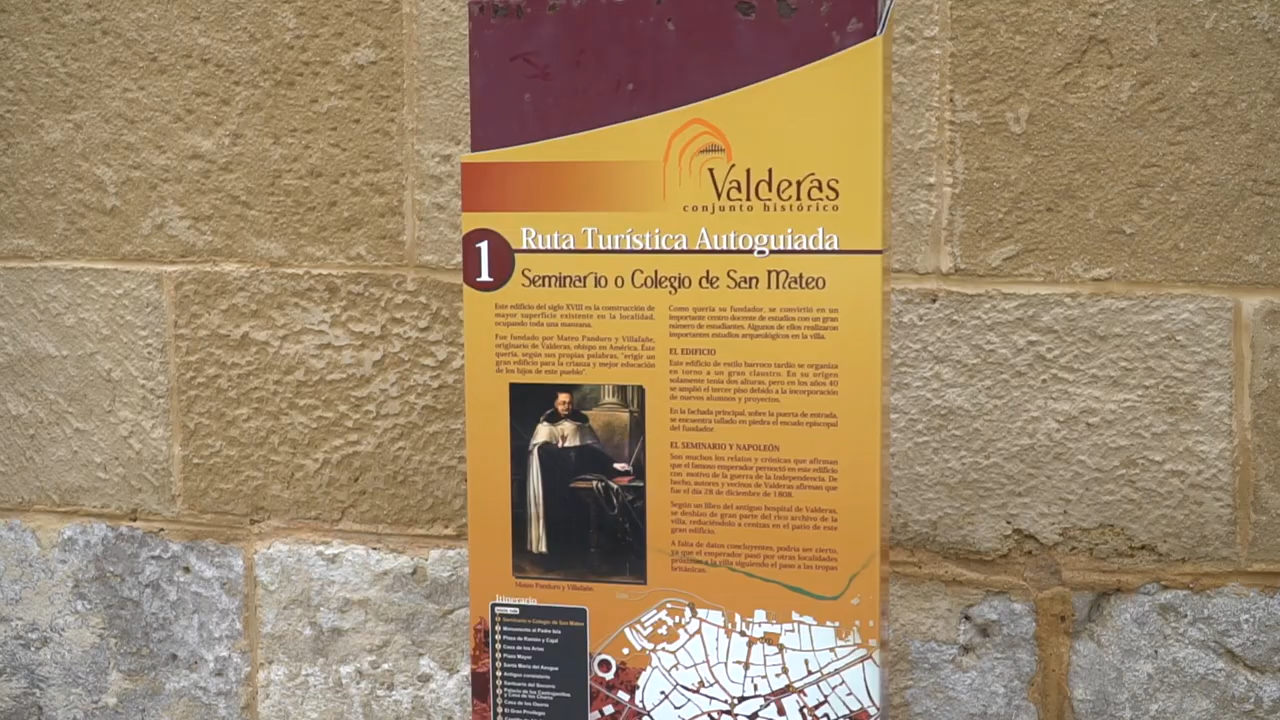 Valderas
conjunto histórico
1
Ruta Turística Autoguiada
Seminario o Colegio de San Mateo
Este edificio del siglo XVIII es la construcción de
mayor superficie existente en la localidad,
ocupando toda una manzana.
Fue fundado por Mateo Panduro y Villafañe,
originario de Valderas, obispo en América. Éste
quería, según sus propias palabras, "erigir un
gran edificio para la crianza y mejor educación
de los hijos de este pueblo".
Mateo Panduro y Villafañe.
Como quería su fundador, se convirtió en un
importante centro docente de estudios con un gran
número de estudiantes. Algunos de ellos realizaron
importantes estudios arqueológicos en la villa.
EL EDIFICIO
Este edificio de estilo barroco tardío se organiza
en torno a un gran claustro. En su origen
solamente tenía dos alturas, pero en los años 40
se amplió el tercer piso debido a la incorporación
de nuevos alumnos y proyectos.
En la fachada principal, sobre la puerta de entrada,
se encuentra tallado en piedra el escudo episcopal
del fundador.
EL SEMINARIO Y NAPOLEÓN
Son muchos los relatos y crónicas que afirman
que el famoso emperador pernoctó en este edificio
con motivo de la guerra de la Independencia. De
hecho, autores y vecinos de Valderas afirman que
fue el día 28 de diciembre de 1808.
Según un libro del antiguo hospital de Valderas,
se deshizo de gran parte del rico archivo de la
villa, reduciéndolo a cenizas en el patio de este
gran edificio.
A falta de datos concluyentes, podría ser cierto,
ya que el emperador pasó por otras localidades
próximas a la villa siguiendo el paso a las tropas
británicas.
Itinerario
Seminario o Colegio de San Mateo
Monumento al Padre Isla
Plaza de Ramón y Cajal
Casa de los Arias
Plaza Mayor
Santa María del Azogue
Antiguo consistorio
Santuario del Socorro
Palacio de los Castroponce
y Casa de los Osorio
El Gran Privilegio